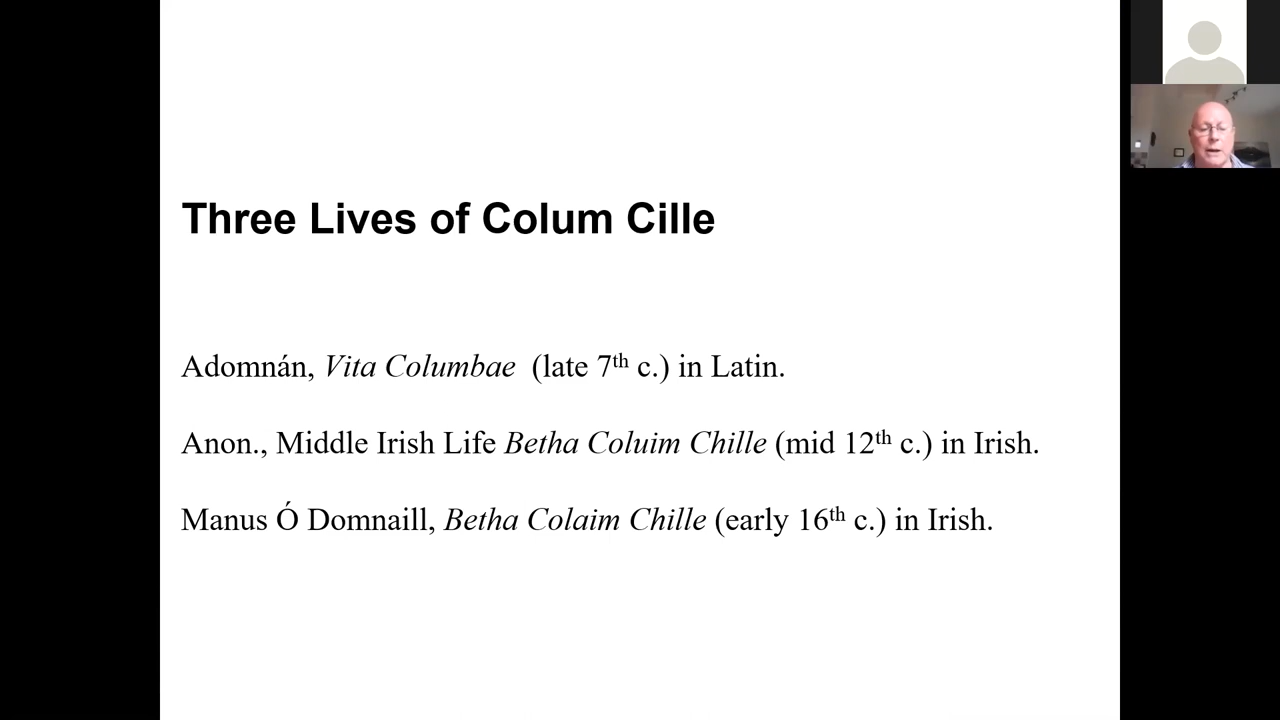 Three Lives of Colum Cille
Adomnán, Vita Columbae (late 7th c.) in Latin.
Anon., Middle Irish Life Betha Coluim Chille (mid 12th c.) in Irish.
Manus Ó Domnaill, Betha Colaim Chille (early 16th c.) in Irish.